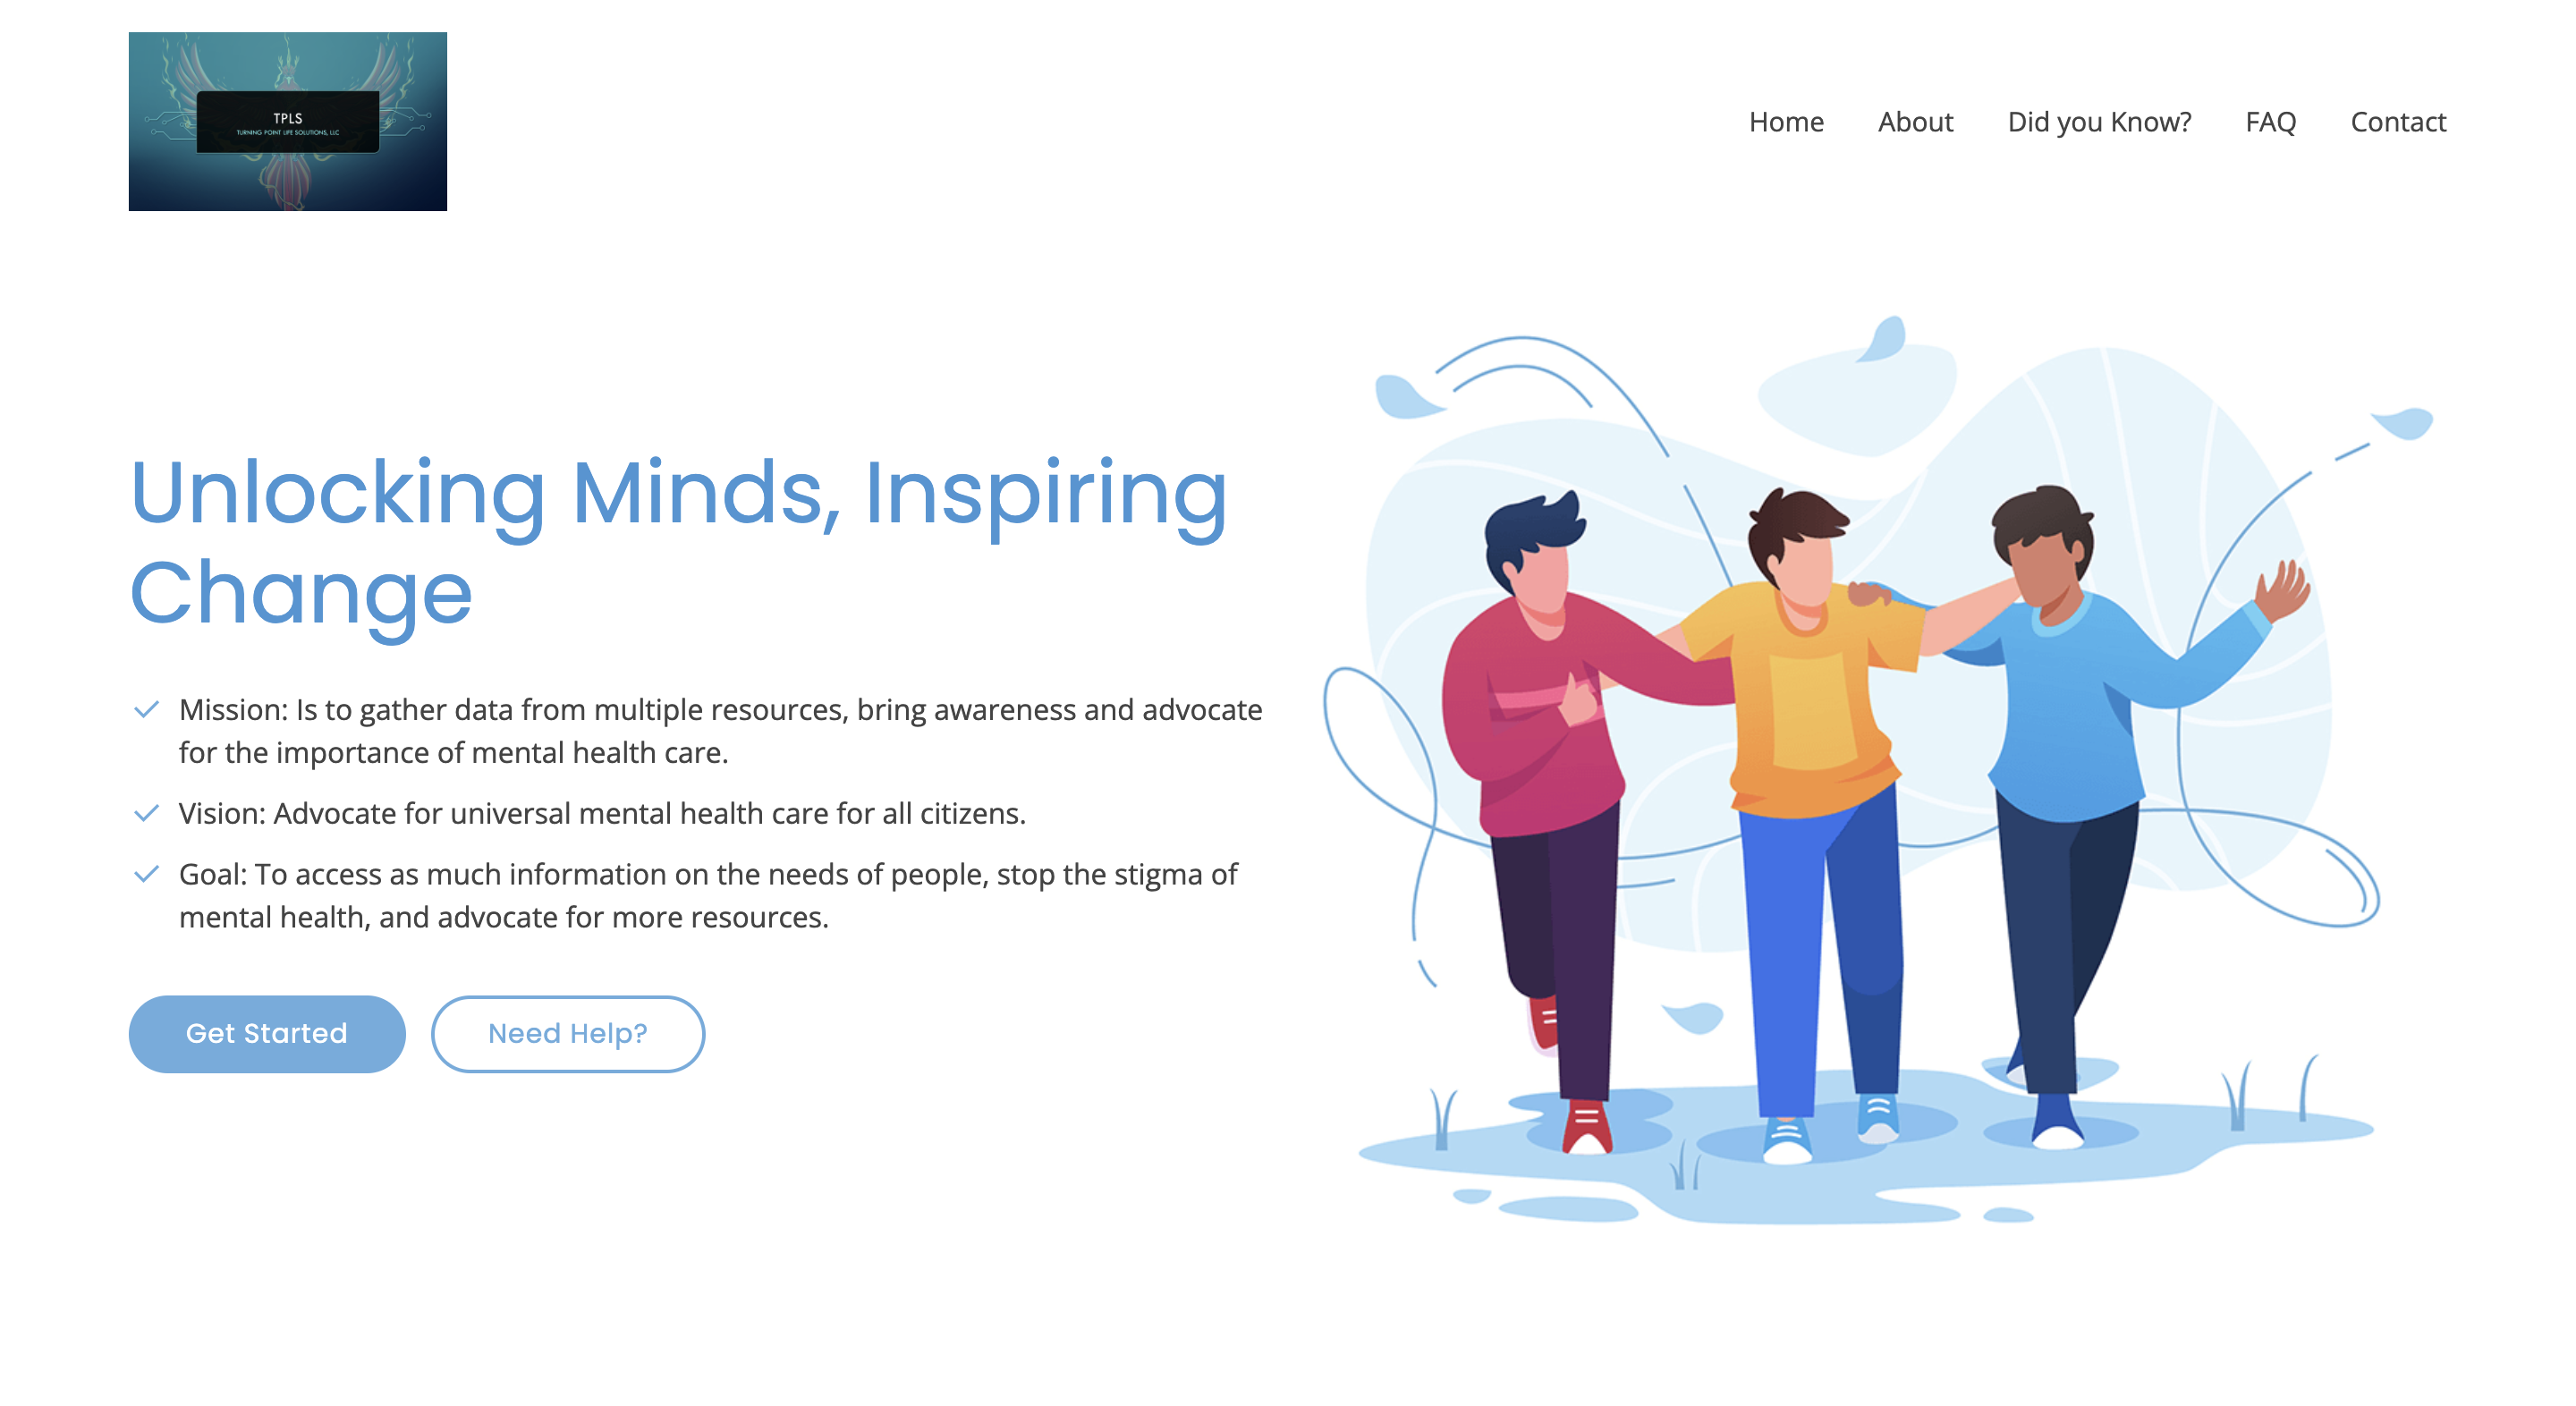 TPLS
TURNING POINT LIFE SOLUTIONS, LLC
Home About Did you Know? FAQ Contact
Unlocking Minds, Inspiring
Change
Mission: Is to gather data from multiple resources, bring awareness and advocate
for the importance of mental health care.
Vision: Advocate for universal mental health care for all citizens.
Goal: To access as much information on the needs of people, stop the stigma of
mental health, and advocate for more resources.
Get Started Need Help?